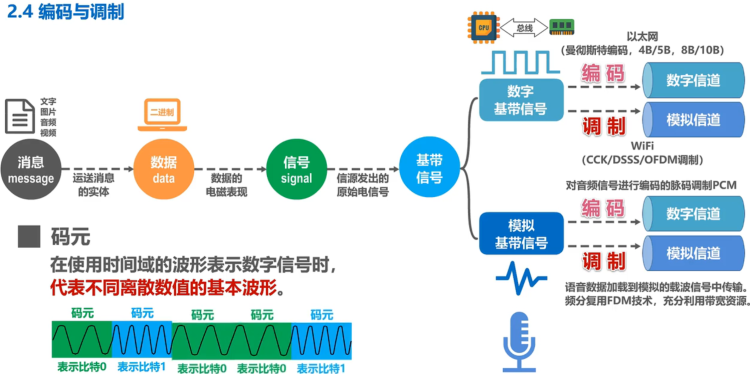 2.4 编码与调制
CPU
总线
以太网
(曼彻斯特编码，4B/5B，8B/10B)
文字
图片
音频
视频
二进制
数字
基带信号
编码
数字信道
调制
模拟信道
WiFi
(CCK/DSSS/OFDM调制)
消息
message
运送消息
的实体
数据
data
数据的
电磁表现
信号
signal
信源发出的
原始电信号
基带
信号
对音频信号进行编码的脉码调制PCM
模拟
基带信号
编码
数字信道
调制
模拟信道
语音数据加载到模拟的载波信号中传输。
频分复用FDM技术，充分利用带宽资源。
码元
在使用时间域的波形表示数字信号时，
代表不同离散数值的基本波形。
码元 码元 码元 码元 码元
表示比特0 表示比特1 表示比特0 表示比特0 表示比特1